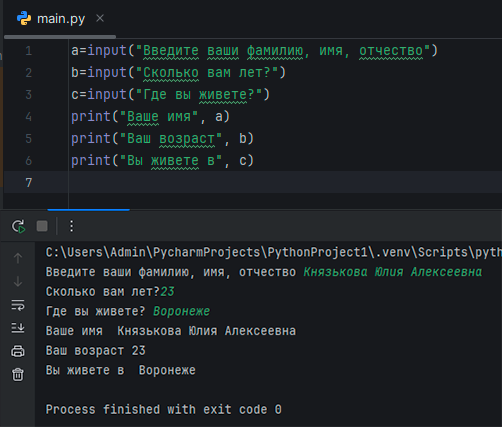 main.py
1 a=input("Введите ваши фамилию, имя, отчество")
2 b=input("Сколько вам лет?")
3 c=input("Где вы живете?")
4 print("Ваше имя", a)
5 print("Ваш возраст", b)
6 print("Вы живете в", c)
7
C:\Users\Admin\PycharmProjects\PythonProject1\.venv\Scripts\pyth
Введите ваши фамилию, имя, отчество Князькова Юлия Алексеевна
Сколько вам лет?23
Где вы живете? Воронеже
Ваше имя  Князькова Юлия Алексеевна
Ваш возраст 23
Вы живете в  Воронеже
Process finished with exit code 0